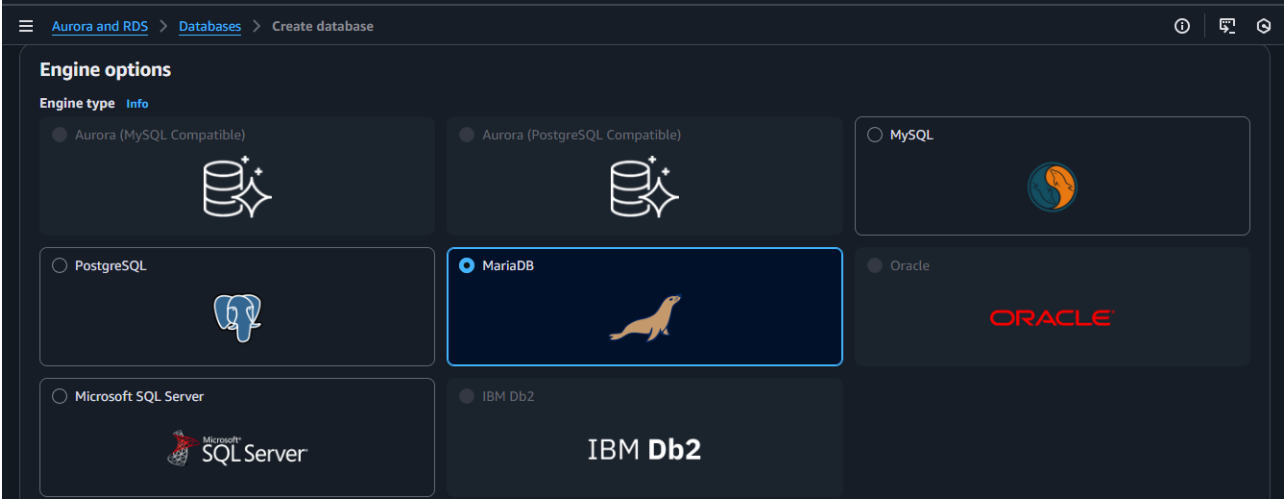 Aurora and RDS > Databases > Create database
Engine options
Engine type Info
Aurora (MySQL Compatible)
Aurora (PostgreSQL Compatible)
MySQL
PostgreSQL
MariaDB
Oracle
ORACLE
Microsoft SQL Server
Microsoft
SQL Server
IBM Db2
IBM Db2